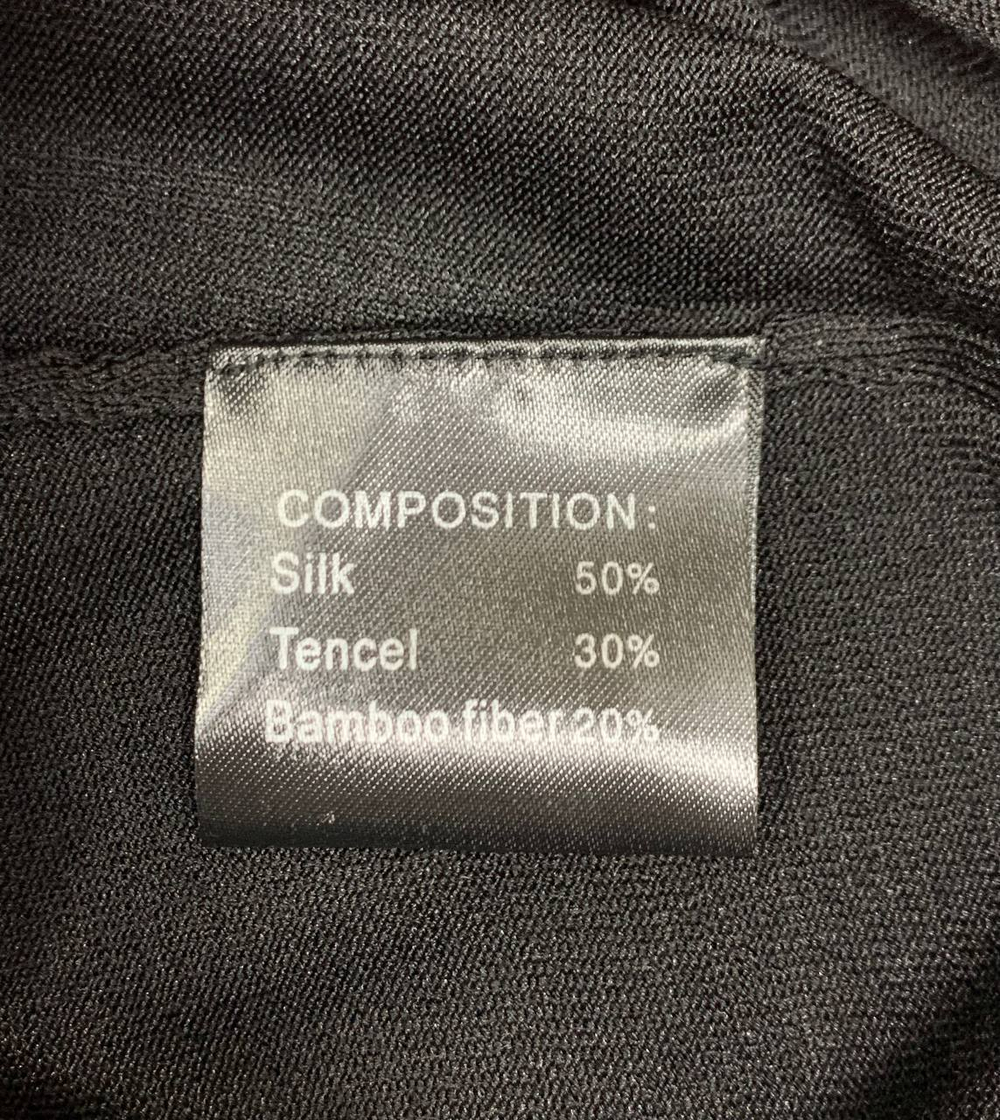 COMPOSITION:
Silk 50%
Tencel 30%
Bamboo fiber 20%